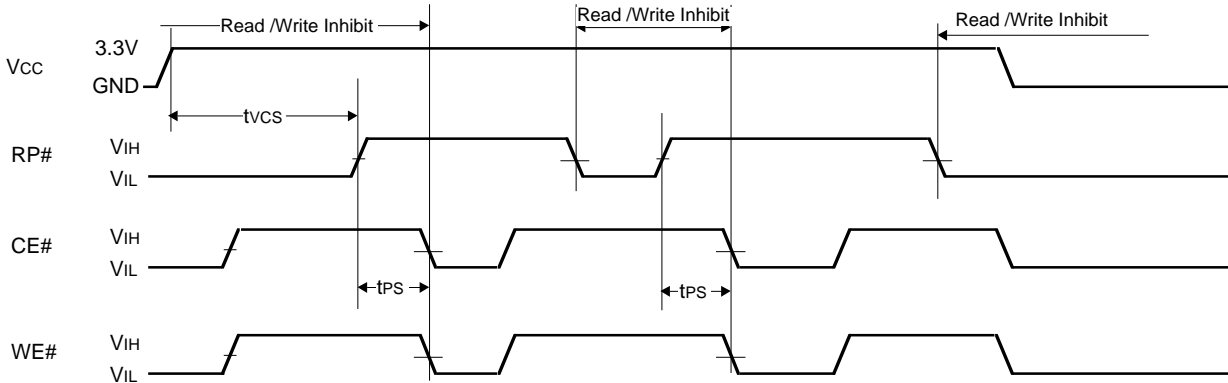 Read /Write Inhibit
Read /Write Inhibit
Read /Write Inhibit
VCC
3.3V
GND
tVCS
RP#
VIH
VIL
CE#
VIH
VIL
tPS
tPS
WE#
VIH
VIL